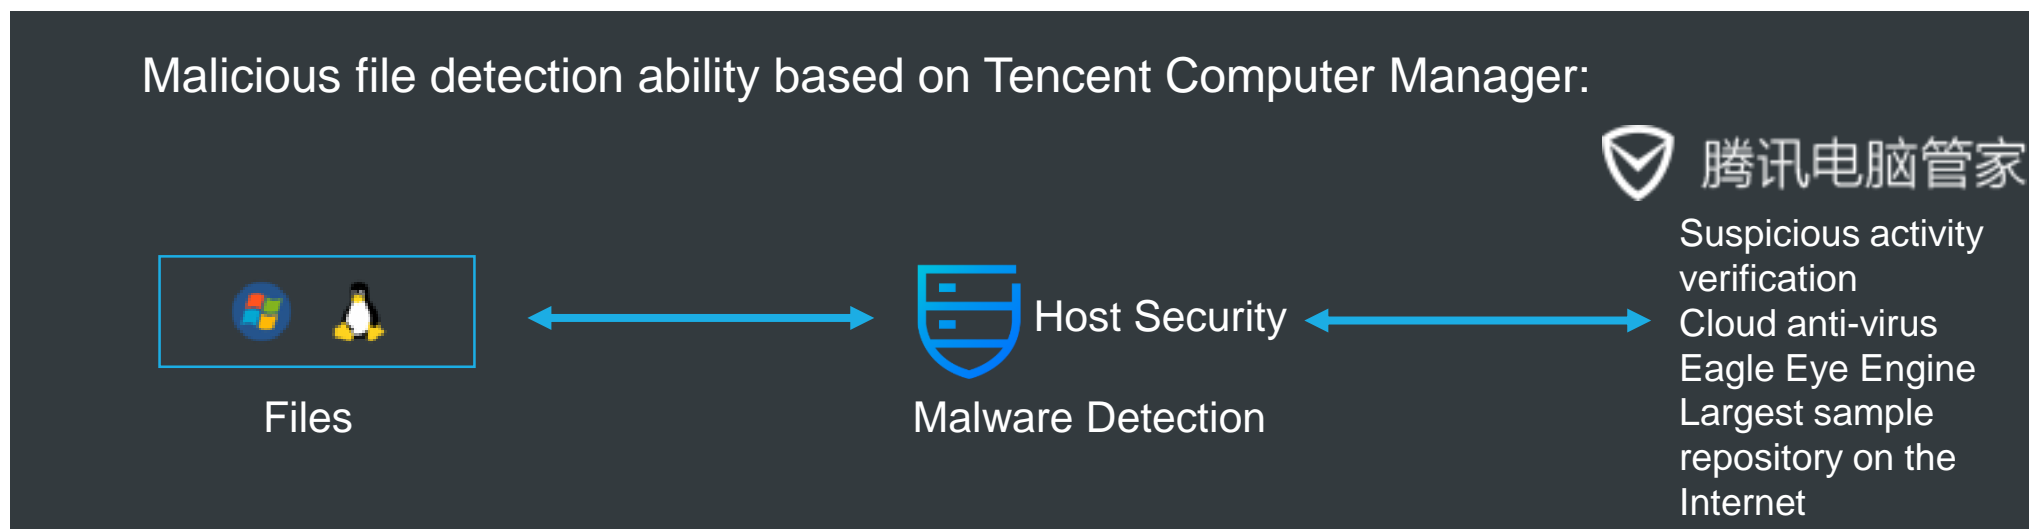 Malicious file detection ability based on Tencent Computer Manager:
腾讯电脑管家
Files
Host Security
Malware Detection
Suspicious activity
verification
Cloud anti-virus
Eagle Eye Engine
Largest sample
repository on the
Internet